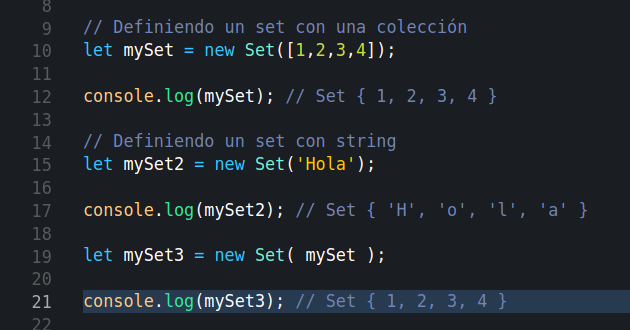 8
9 // Definiendo un set con una colección
10 let mySet = new Set([1,2,3,4]);
11
12 console.log(mySet); // Set { 1, 2, 3, 4 }
13
14 // Definiendo un set con string
15 let mySet2 = new Set('Hola');
16
17 console.log(mySet2); // Set { 'H', 'o', 'l', 'a' }
18
19 let mySet3 = new Set( mySet );
20
21 console.log(mySet3); // Set { 1, 2, 3, 4 }
22